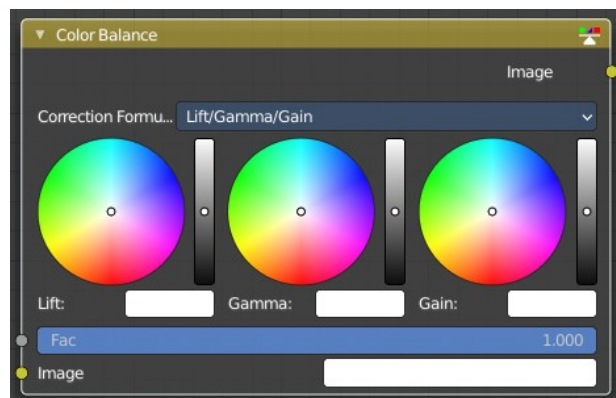 Color Balance
Image
Correction Formu... Lift/Gamma/Gain
Lift: Gamma: Gain:
Fac 1.000
Image